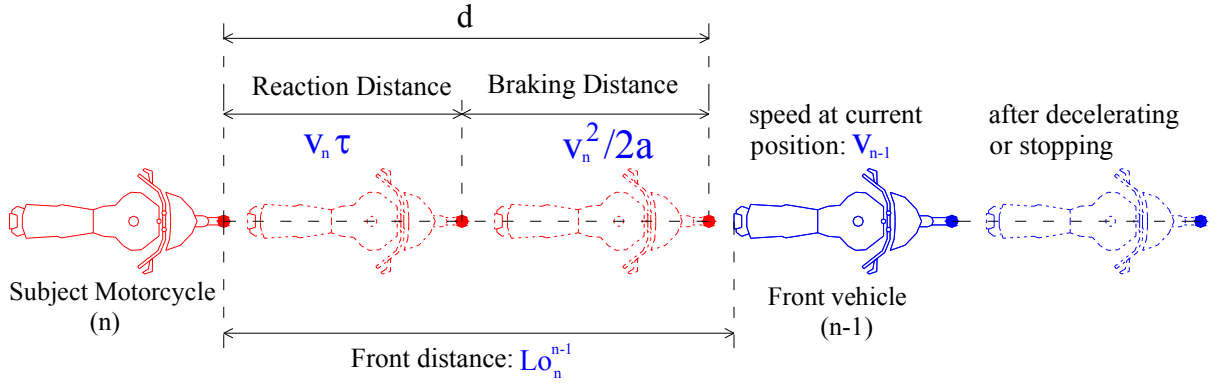 d
Reaction Distance
Braking Distance
vₙ τ
vₙ²/2a
speed at current
position: vₙ₋₁
after decelerating
or stopping
Subject Motorcycle
(n)
Front vehicle
(n-1)
Front distance: Loₙⁿ⁻¹